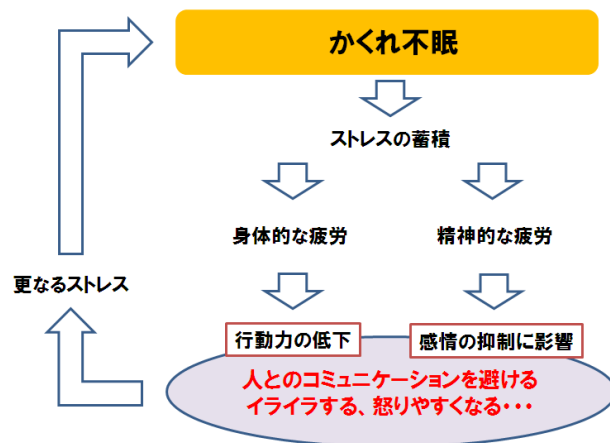 かくれ不眠
ストレスの蓄積
身体的な疲労
精神的な疲労
更なるストレス
行動力の低下
感情の抑制に影響
人とのコミュニケーションを避ける
イライラする、怒りやすくなる・・・